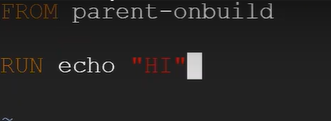 FROM parent-onbuild
RUN echo "HI"
~